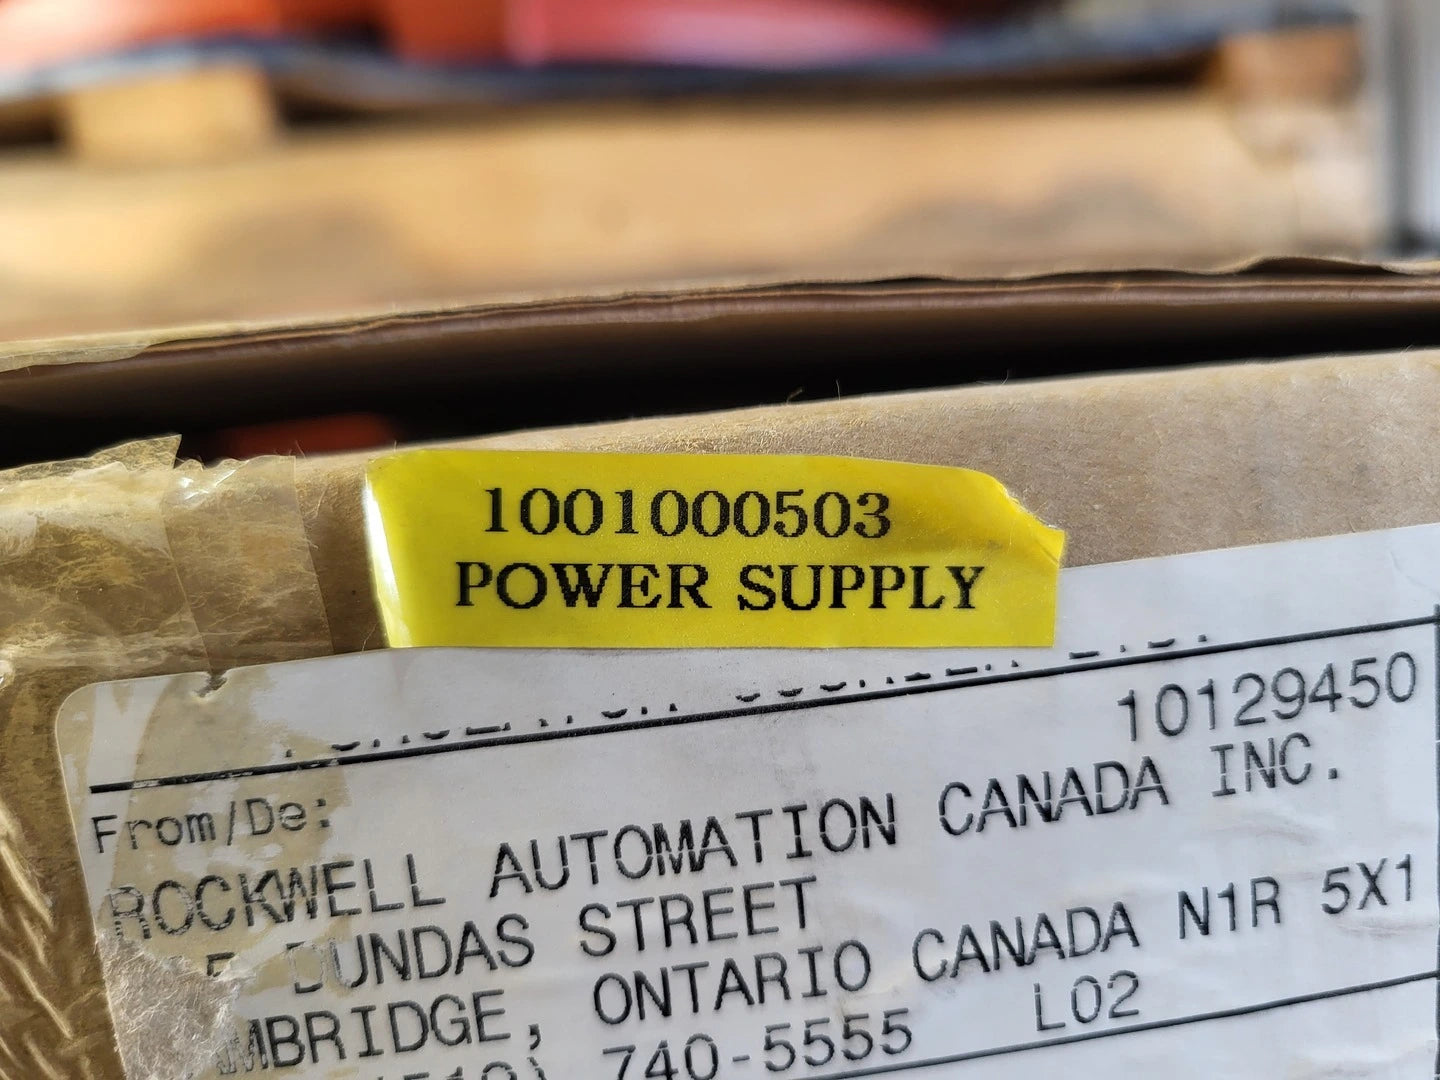 1001000503
POWER SUPPLY
10129450
From/De:
ROCKWELL AUTOMATION CANADA INC.
DUNDAS STREET
ONTARIO CANADA N1R 5X1
740-5555 L02